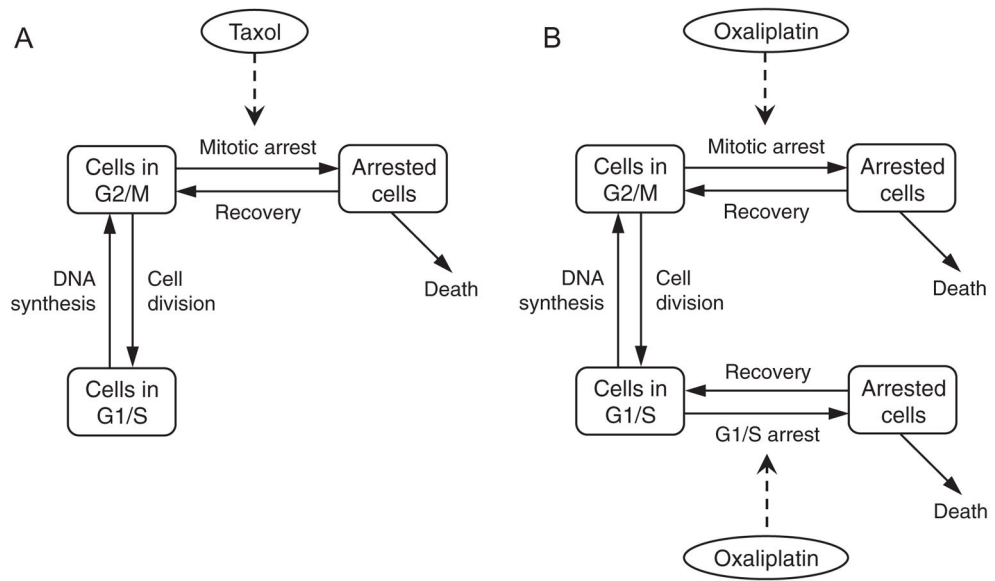 A
Taxol
Mitotic arrest
Cells in
G2/M
Arrested
cells
Recovery
DNA
synthesis
Cell
division
Death
Cells in
G1/S
B
Oxaliplatin
Mitotic arrest
Cells in
G2/M
Arrested
cells
Recovery
DNA
synthesis
Cell
division
Death
Recovery
Cells in
G1/S
Arrested
cells
G1/S arrest
Death
Oxaliplatin